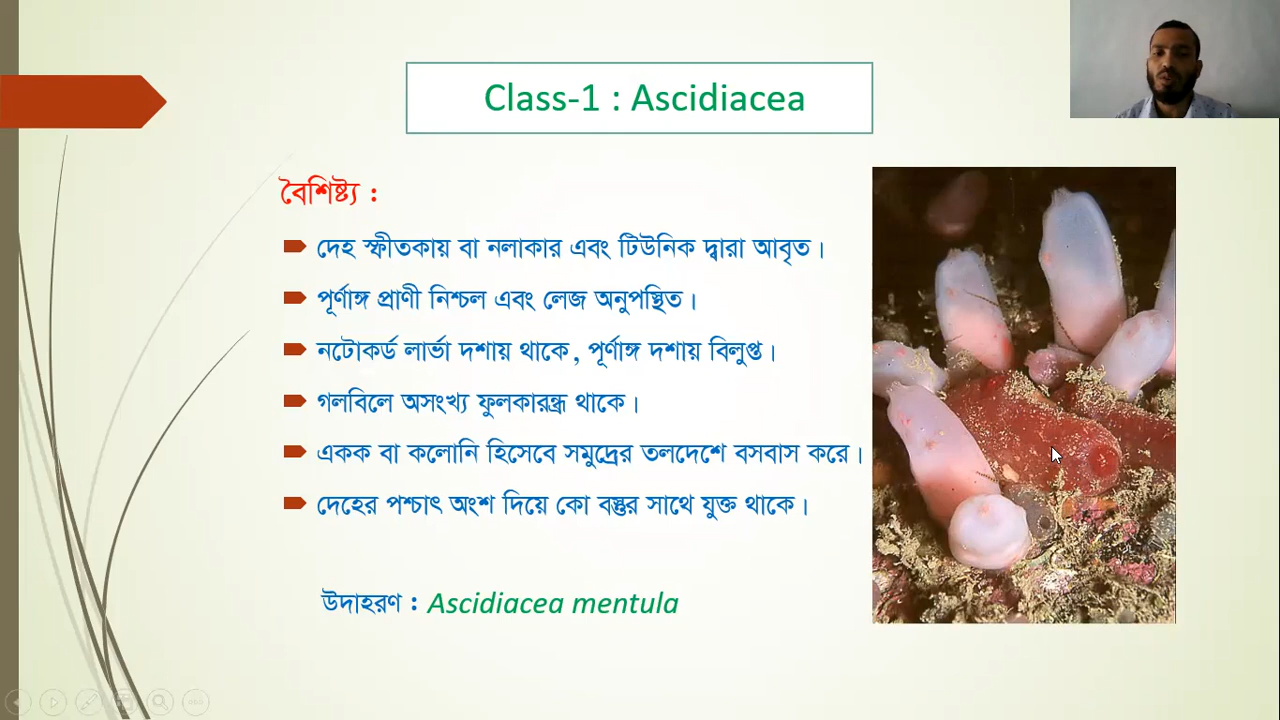 Class-1 : Ascidiacea
বৈশিষ্ট্য :
দেহ স্ফীতকায় বা নলাকার এবং টিউনিক দ্বারা আবৃত।
পূর্ণাঙ্গ প্রাণী নিশ্চল এবং লেজ অনুপস্থিত।
নটোকর্ড লার্ভা দশায় থাকে, পূর্ণাঙ্গ দশায় বিলুপ্ত।
গলবিলে অসংখ্য ফুলকারন্ধ্র থাকে।
একক বা কলোনি হিসেবে সমুদ্রের তলদেশে বসবাস করে।
দেহের পশ্চাৎ অংশ দিয়ে কো বস্তুর সাথে যুক্ত থাকে।
উদাহরণ : Ascidiacea mentula